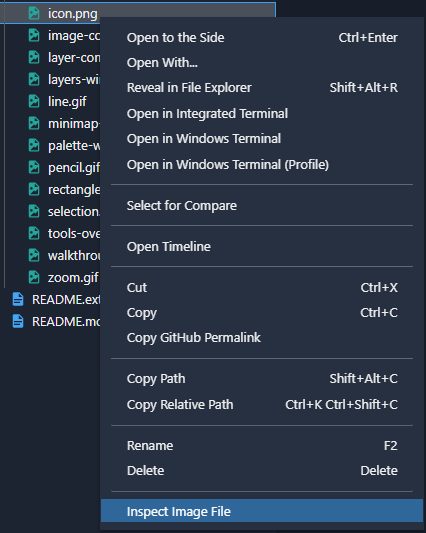 icon.png
image-co
layer-com
layers-wi
line.gif
minimap-
palette-w
pencil.gif
rectangle
selection.
tools-ove
walkthrou
zoom.gif
README.ext
README.mo
Open to the Side Ctrl+Enter
Open With...
Reveal in File Explorer Shift+Alt+R
Open in Integrated Terminal
Open in Windows Terminal
Open in Windows Terminal (Profile)
Select for Compare
Open Timeline
Cut Ctrl+X
Copy Ctrl+C
Copy GitHub Permalink
Copy Path Shift+Alt+C
Copy Relative Path Ctrl+K Ctrl+Shift+C
Rename F2
Delete Delete
Inspect Image File